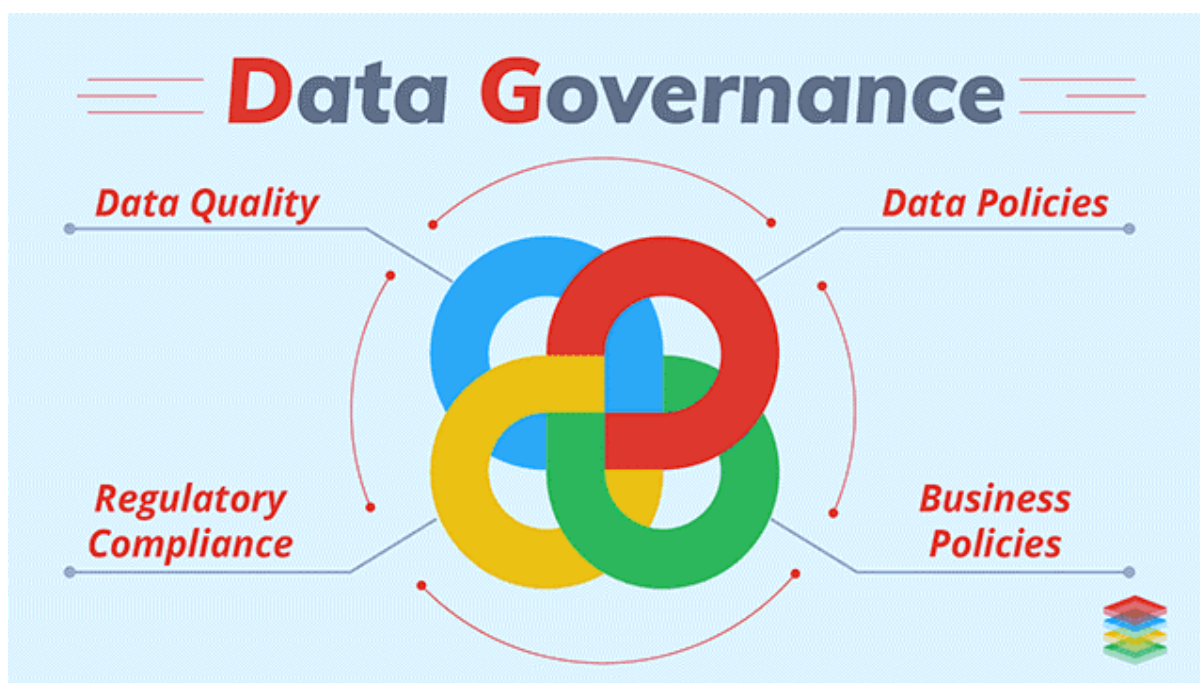 Data Governance
Data Quality
Data Policies
Regulatory
Compliance
Business
Policies